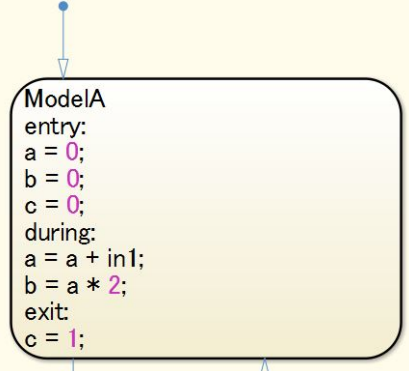 ModelA
entry:
a = 0;
b = 0;
c = 0;
during:
a = a + in1;
b = a * 2;
exit:
c = 1;